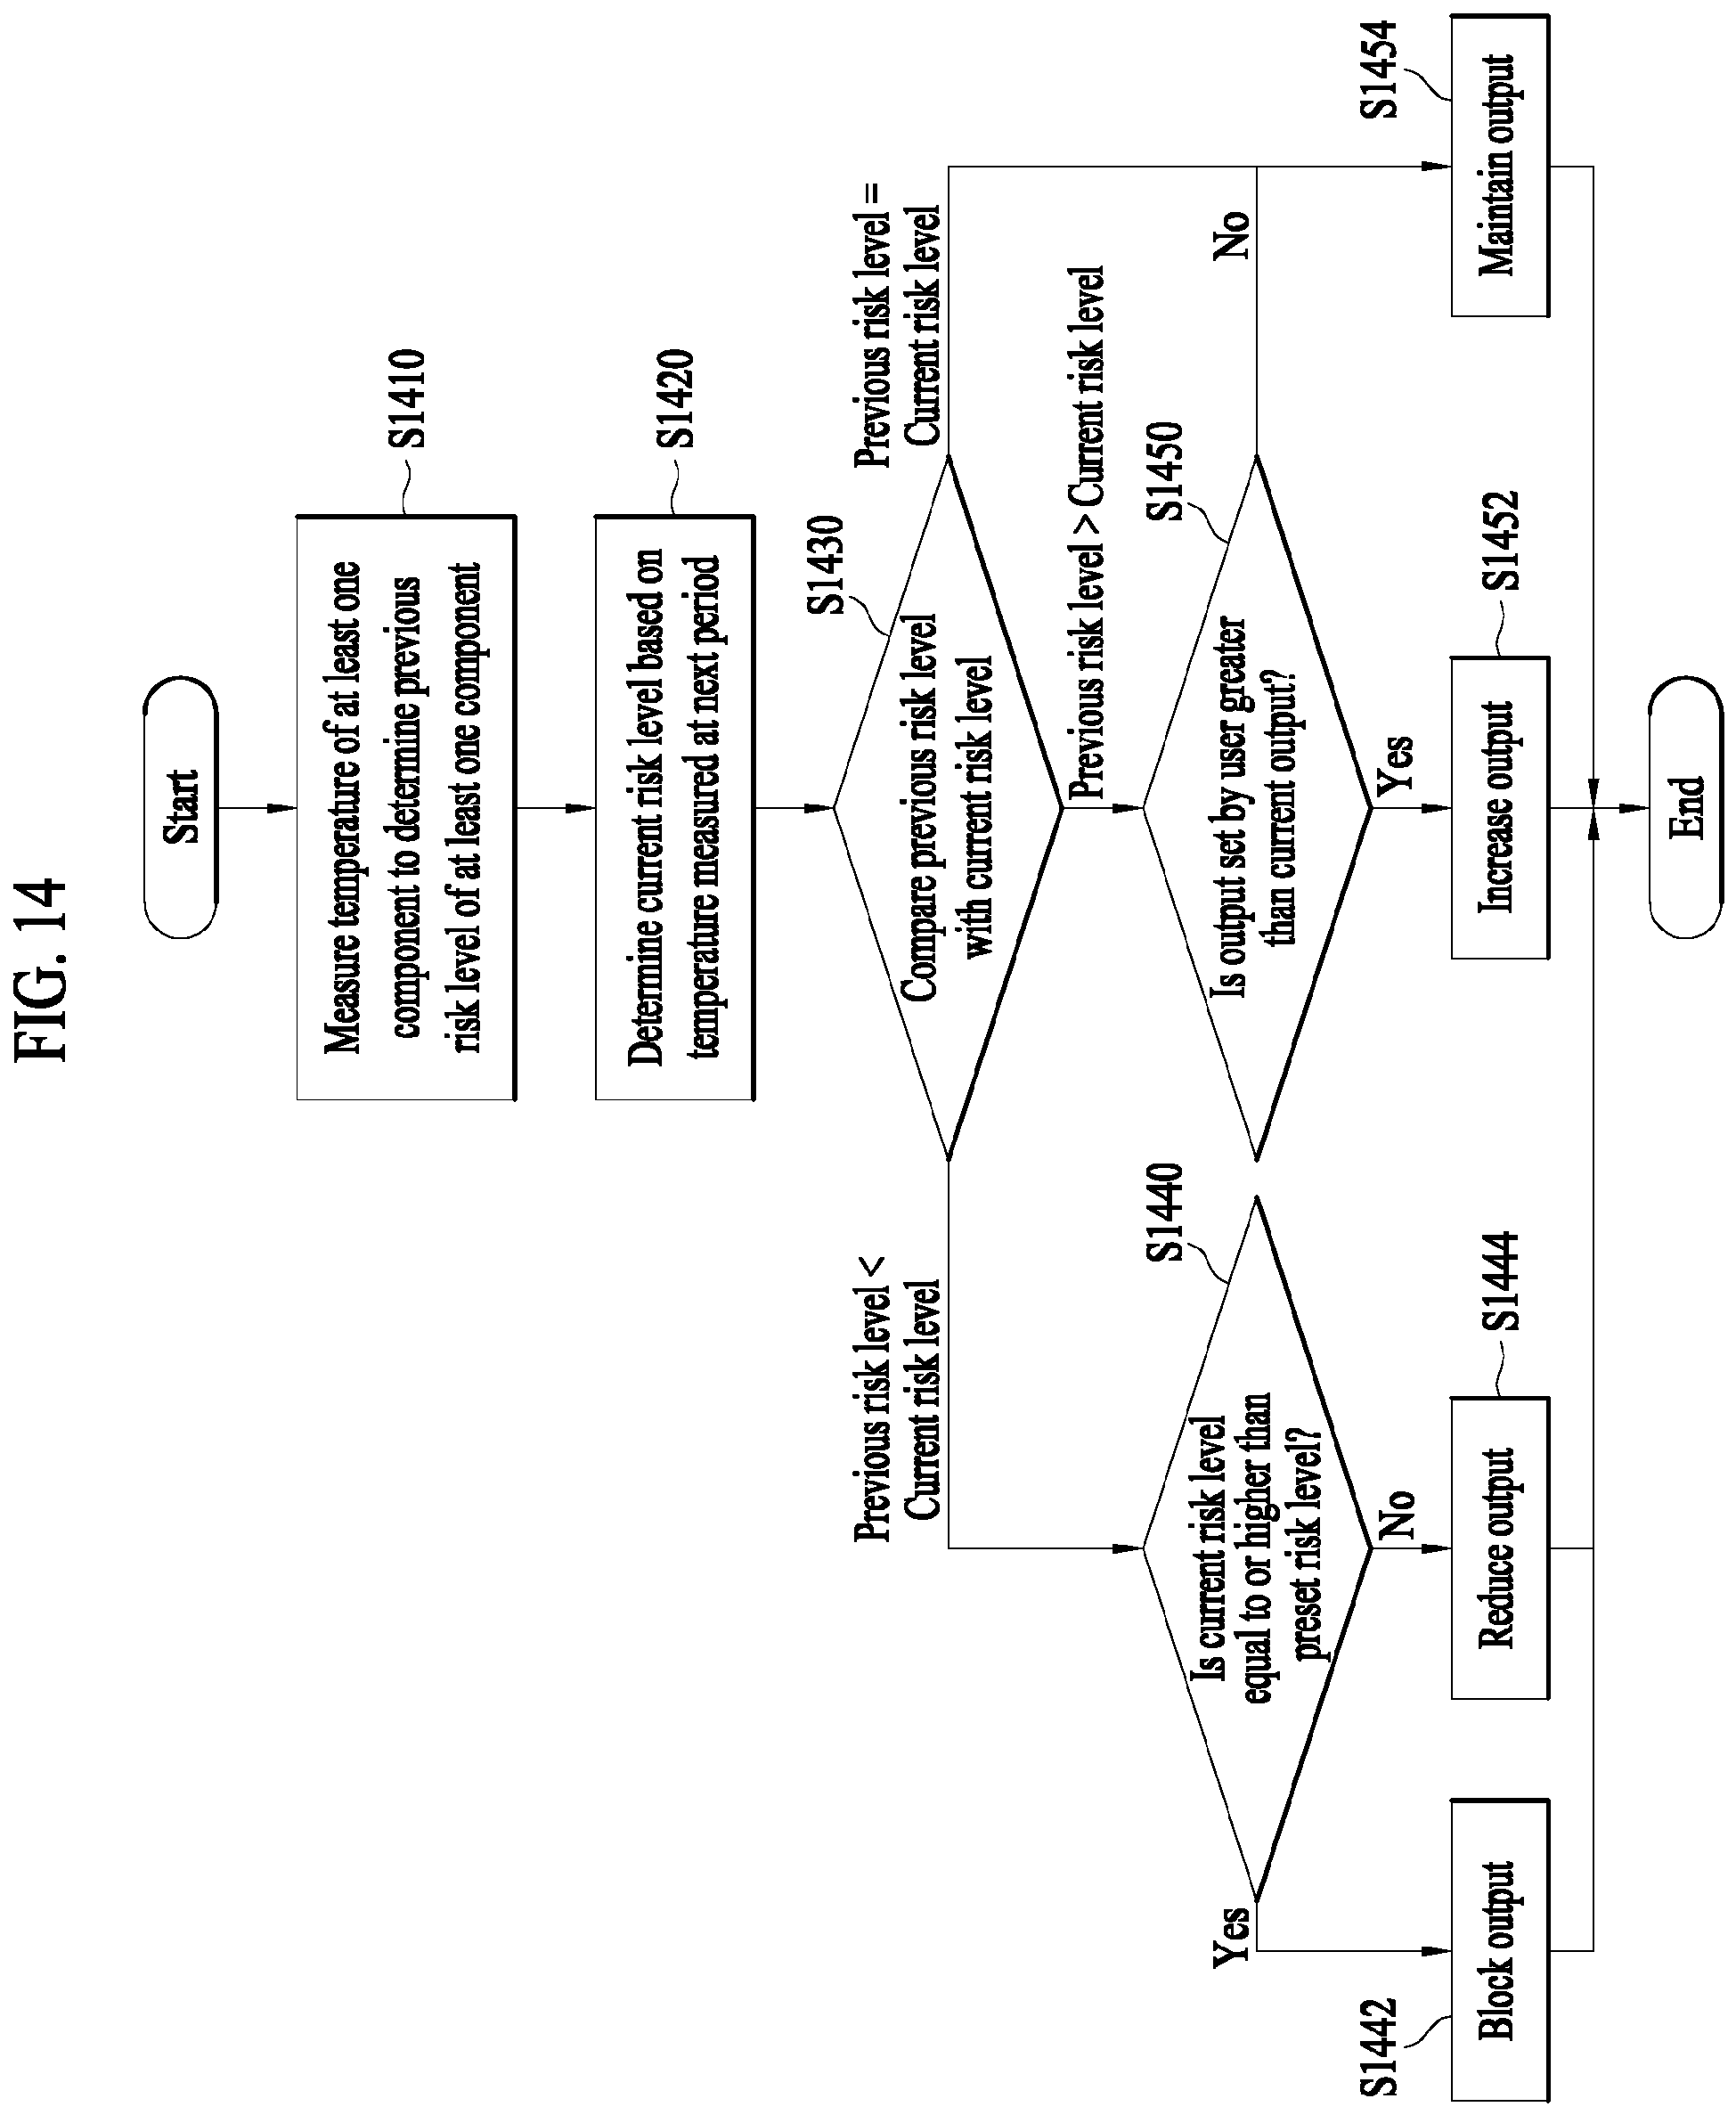 FIG. 14
Start
Measure temperature of at least one
component to determine previous
risk level of at least one component
S1410
Determine current risk level based on
temperature measured at next period
S1420
Compare previous risk level
with current risk level
S1430
Previous risk level <
Current risk level
Previous risk level =
Current risk level
Previous risk level > Current risk level
Is current risk level
equal to or higher than
preset risk level?
S1440
Is output set by user greater
than current output?
S1450
Yes
No
Yes
No
S1442
Block output
Reduce output
S1444
Increase output
S1452
Maintain output
S1454
End